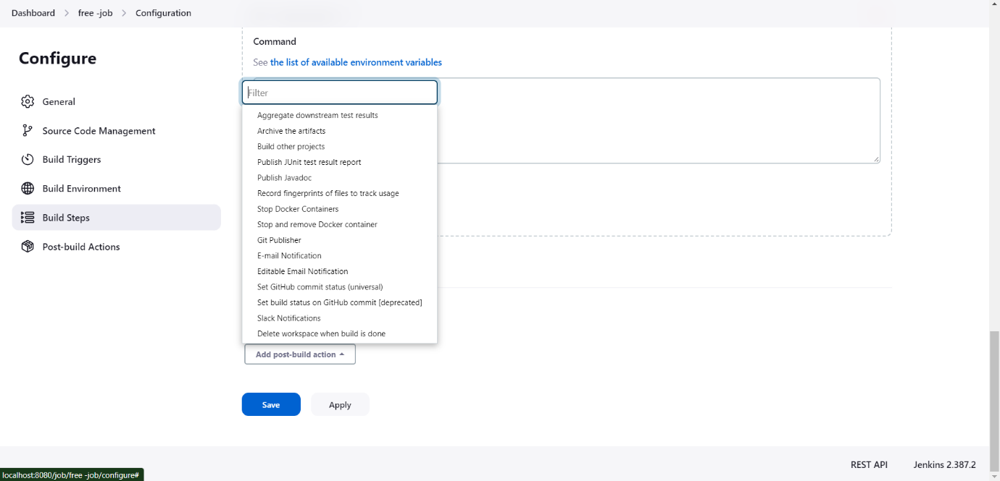 Dashboard > free -job > Configuration
Configure
General
Source Code Management
Build Triggers
Build Environment
Build Steps
Post-build Actions
Command
See the list of available environment variables
Filter
Aggregate downstream test results
Archive the artifacts
Build other projects
Publish JUnit test result report
Publish Javadoc
Record fingerprints of files to track usage
Stop Docker Containers
Stop and remove Docker container
Git Publisher
E-mail Notification
Editable Email Notification
Set GitHub commit status (universal)
Set build status on GitHub commit [deprecated]
Slack Notifications
Delete workspace when build is done
Add post-build action
Save
Apply
REST API
Jenkins 2.387.2
localhost:8080/job/free -job/configure#